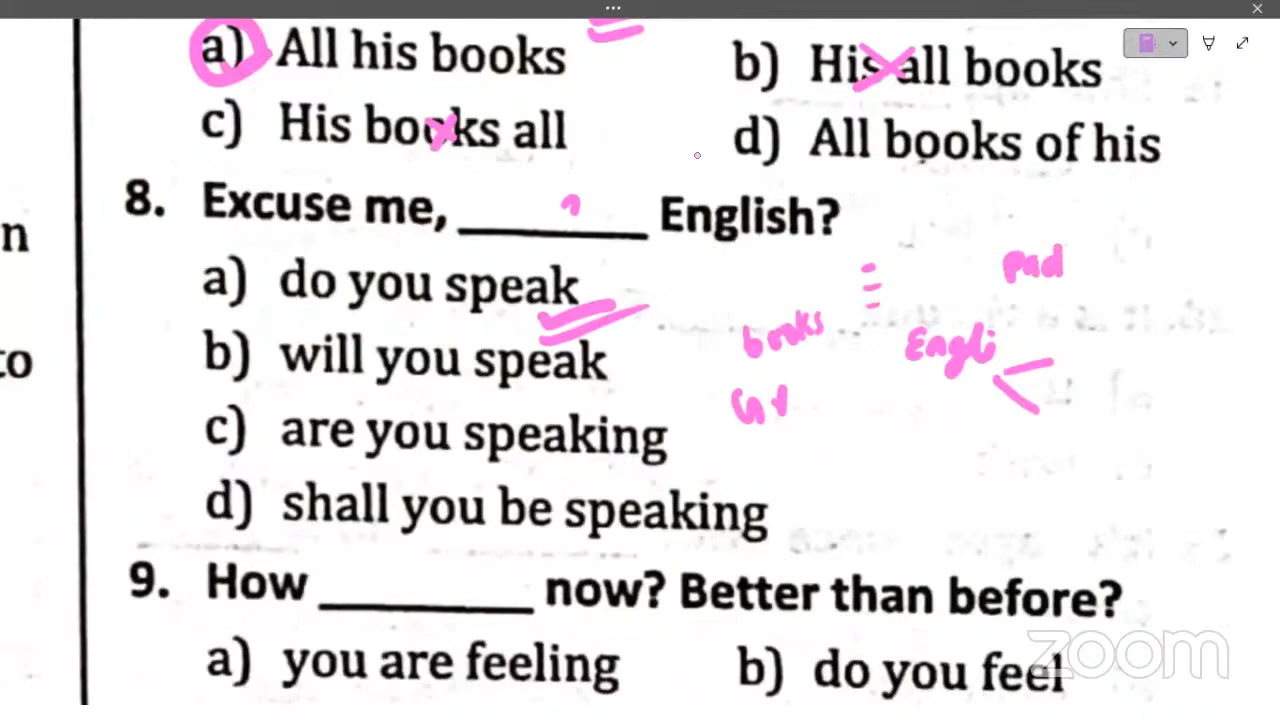 a) All his books b) His all books
c) His books all d) All books of his
8. Excuse me, ________ English?
a) do you speak
b) will you speak
c) are you speaking
d) shall you be speaking
pad
books
Engli
9. How ________ now? Better than before?
a) you are feeling b) do you feel
n
to
zoom